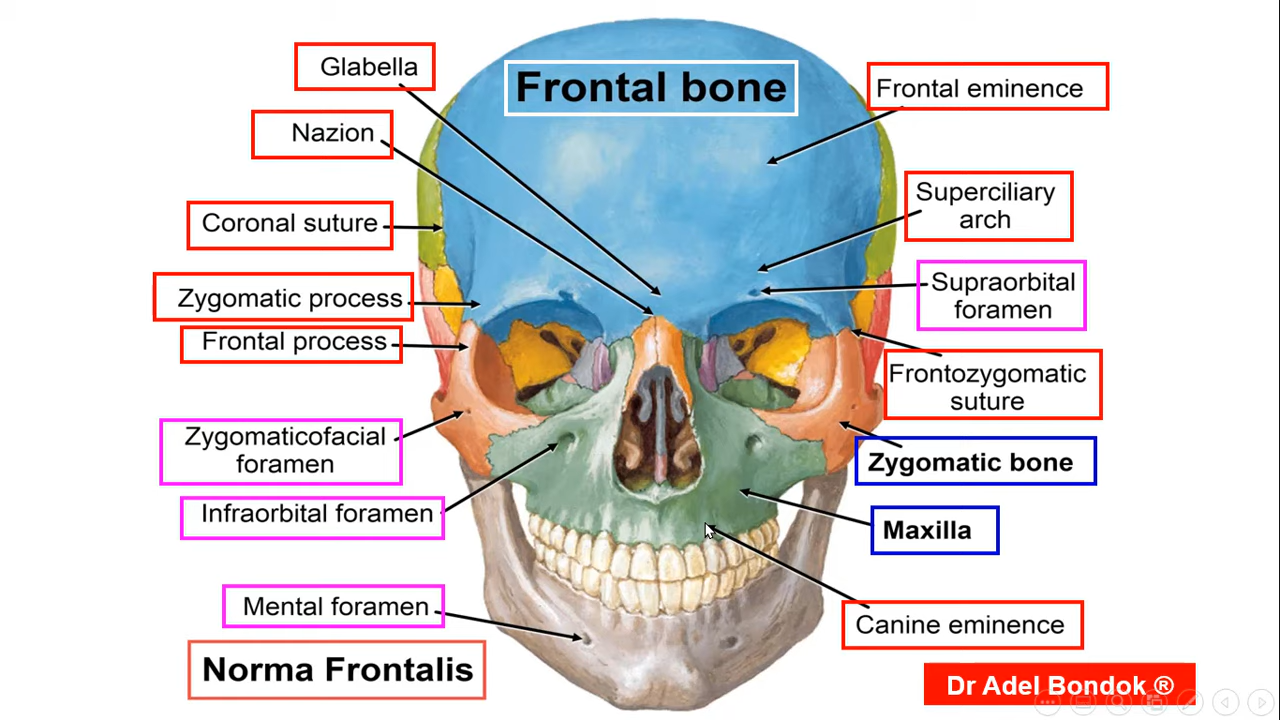 Glabella
Frontal bone
Frontal eminence
Nazion
Superciliary
arch
Coronal suture
Supraorbital
foramen
Zygomatic process
Frontal process
Frontozygomatic
suture
Zygomaticofacial
foramen
Zygomatic bone
Infraorbital foramen
Maxilla
Mental foramen
Canine eminence
Norma Frontalis
Dr Adel Bondok ®